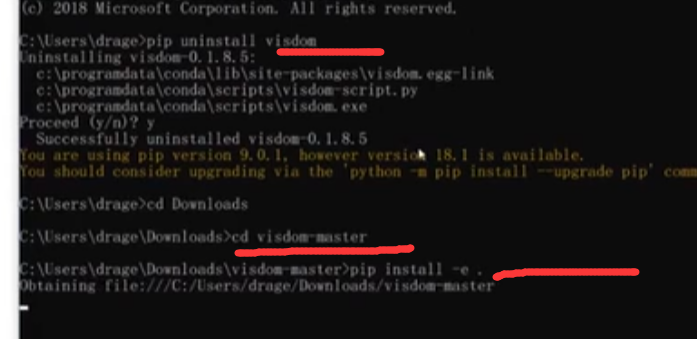 (c) 2018 Microsoft Corporation. All rights reserved.
C:\Users\drage>pip uninstall visdom
Uninstalling visdom-0.1.8.5:
c:\programdata\conda\lib\site-packages\visdom.egg-link
c:\programdata\conda\scripts\visdom-script.py
c:\programdata\conda\scripts\visdom.exe
Proceed (y/n)? y
Successfully uninstalled visdom-0.1.8.5
You are using pip version 9.0.1, however version 18.1 is available.
You should consider upgrading via the 'python -m pip install --upgrade pip' comm
C:\Users\drage>cd Downloads
C:\Users\drage\Downloads>cd visdom-master
C:\Users\drage\Downloads\visdom-master>pip install -e .
Obtaining file:///C:/Users/drage/Downloads/visdom-master